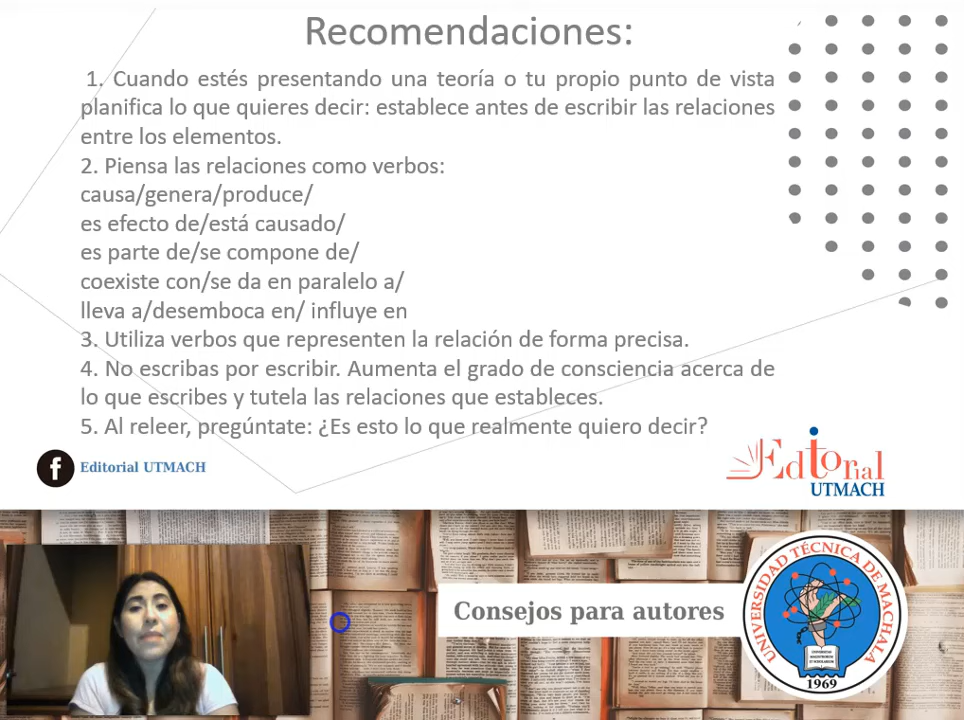 Recomendaciones:
1. Cuando estés presentando una teoría o tu propio punto de vista
planifica lo que quieres decir: establece antes de escribir las relaciones
entre los elementos.
2. Piensa las relaciones como verbos:
causa/genera/produce/
es efecto de/está causado/
es parte de/se compone de/
coexiste con/se da en paralelo a/
lleva a/desemboca en/ influye en
3. Utiliza verbos que representen la relación de forma precisa.
4. No escribas por escribir. Aumenta el grado de consciencia acerca de
lo que escribes y tutela las relaciones que estableces.
5. Al releer, pregúntate: ¿Es esto lo que realmente quiero decir?
f Editorial UTMACH
Editorial
UTMACH
Consejos para autores
UNIVERSIDAD TÉCNICA DE MACHALA
1969